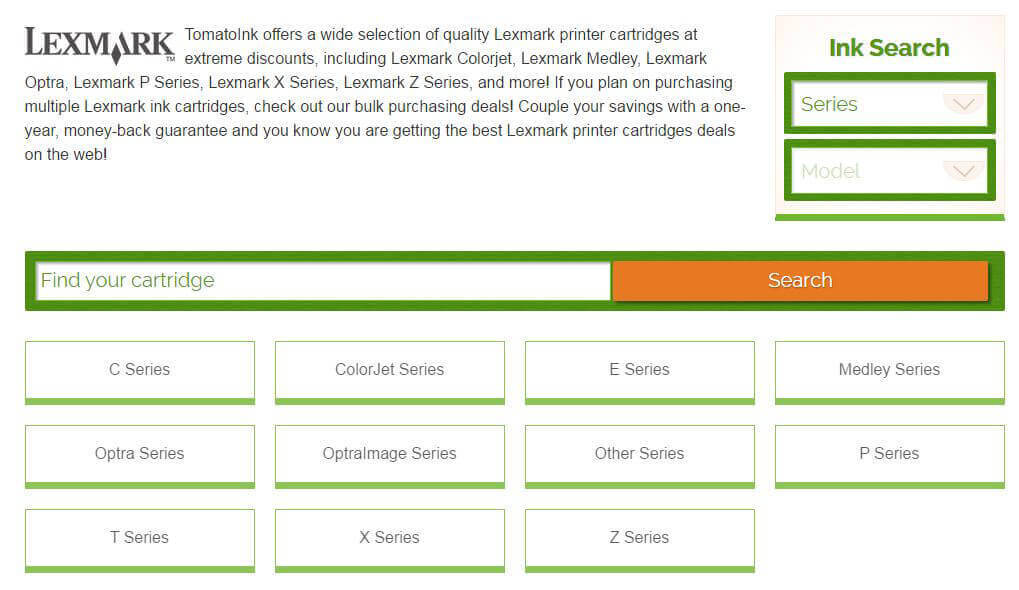 LEXMARK™
TomatoInk offers a wide selection of quality Lexmark printer cartridges at
extreme discounts, including Lexmark Colorjet, Lexmark Medley, Lexmark
Optra, Lexmark P Series, Lexmark X Series, Lexmark Z Series, and more! If you plan on purchasing
multiple Lexmark ink cartridges, check out our bulk purchasing deals! Couple your savings with a one-
year, money-back guarantee and you know you are getting the best Lexmark printer cartridges deals
on the web!
Ink Search
Series
Model
Find your cartridge
Search
C Series
ColorJet Series
E Series
Medley Series
Optra Series
OptraImage Series
Other Series
P Series
T Series
X Series
Z Series